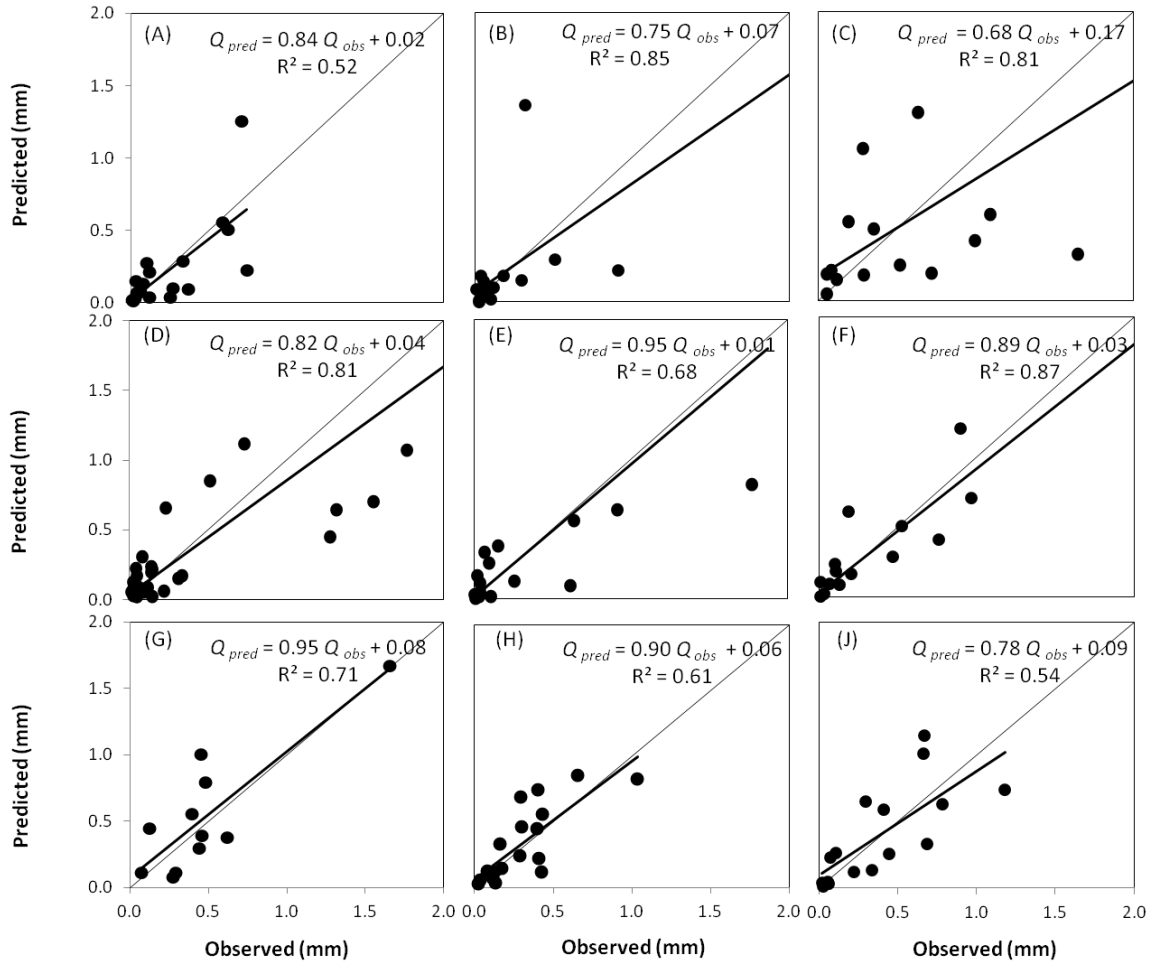 2.0
1.5
1.0
0.5
0.0
Predicted (mm)
(A)
Q pred = 0.84 Q obs + 0.02
R² = 0.52
(B)
Q pred = 0.75 Q obs + 0.07
R² = 0.85
(C)
Q pred = 0.68 Q obs + 0.17
R² = 0.81
2.0
1.5
1.0
0.5
0.0
Predicted (mm)
(D)
Q pred = 0.82 Q obs + 0.04
R² = 0.81
(E)
Q pred = 0.95 Q obs + 0.01
R² = 0.68
(F)
Q pred = 0.89 Q obs + 0.03
R² = 0.87
2.0
1.5
1.0
0.5
0.0
Predicted (mm)
(G)
Q pred = 0.95 Q obs + 0.08
R² = 0.71
(H)
Q pred = 0.90 Q obs + 0.06
R² = 0.61
(J)
Q pred = 0.78 Q obs + 0.09
R² = 0.54
0.0 0.5 1.0 1.5 2.0
0.0 0.5 1.0 1.5 2.0
0.0 0.5 1.0 1.5 2.0
Observed (mm)
Observed (mm)
Observed (mm)